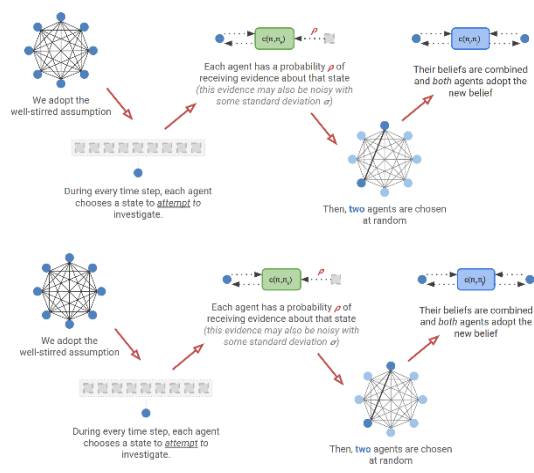 c(n₁,nₑ)
ρ
c(nᵢ,nⱼ)
Each agent has a probability ρ of
receiving evidence about that state
(this evidence may also be noisy with
some standard deviation σ)
Their beliefs are combined
and both agents adopt the
new belief
We adopt the
well-stirred assumption
During every time step, each agent
chooses a state to attempt to
investigate.
Then, two agents are chosen
at random
ρ
Each agent has a probability ρ of
receiving evidence about that state
(this evidence may also be noisy with
some standard deviation σ)
Their beliefs are combined
and both agents adopt the
new belief
We adopt the
well-stirred assumption
During every time step, each agent
chooses a state to attempt to
investigate.
Then, two agents are chosen
at random